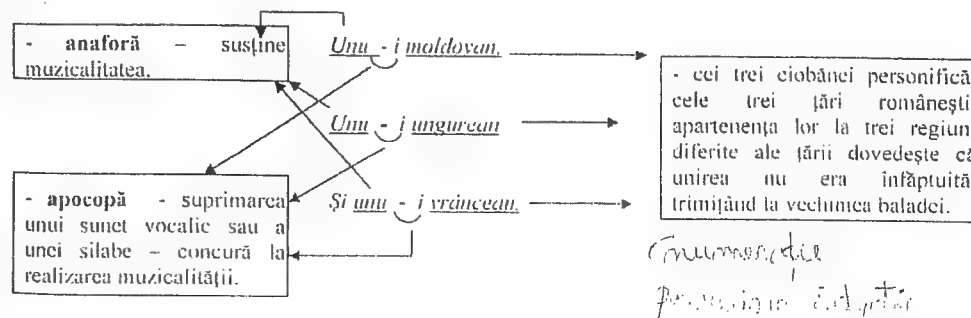 - anaforă – susține
muzicalitatea.
Unu - i moldovan,
Unu - i ungurean
Și unu - i vrâncean.
- apocopă - suprimarea
unui sunet vocalic sau a
unei silabe – concură la
realizarea muzicalității.
- cei trei ciobănei personifică
cele trei țări românești
apartenența lor la trei regiuni
diferite ale țării dovedește că
unirea nu era înfăptuită
trimițând la vechimea baladei.
enumerație